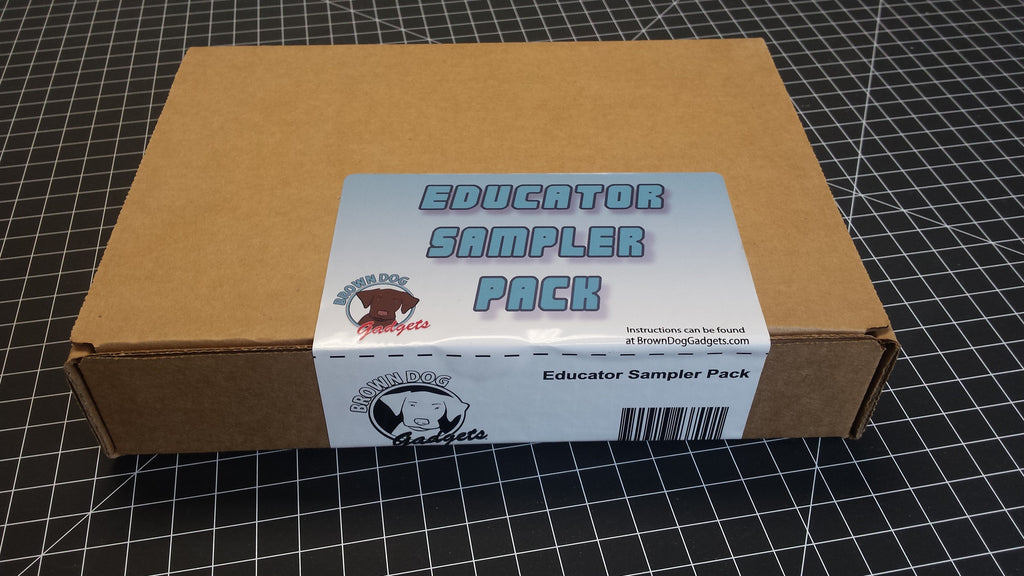 EDUCATOR
SAMPLER
PACK
BROWN DOG
Gadgets
Instructions can be found
at BrownDogGadgets.com
BROWN DOG
Gadgets
Educator Sampler Pack